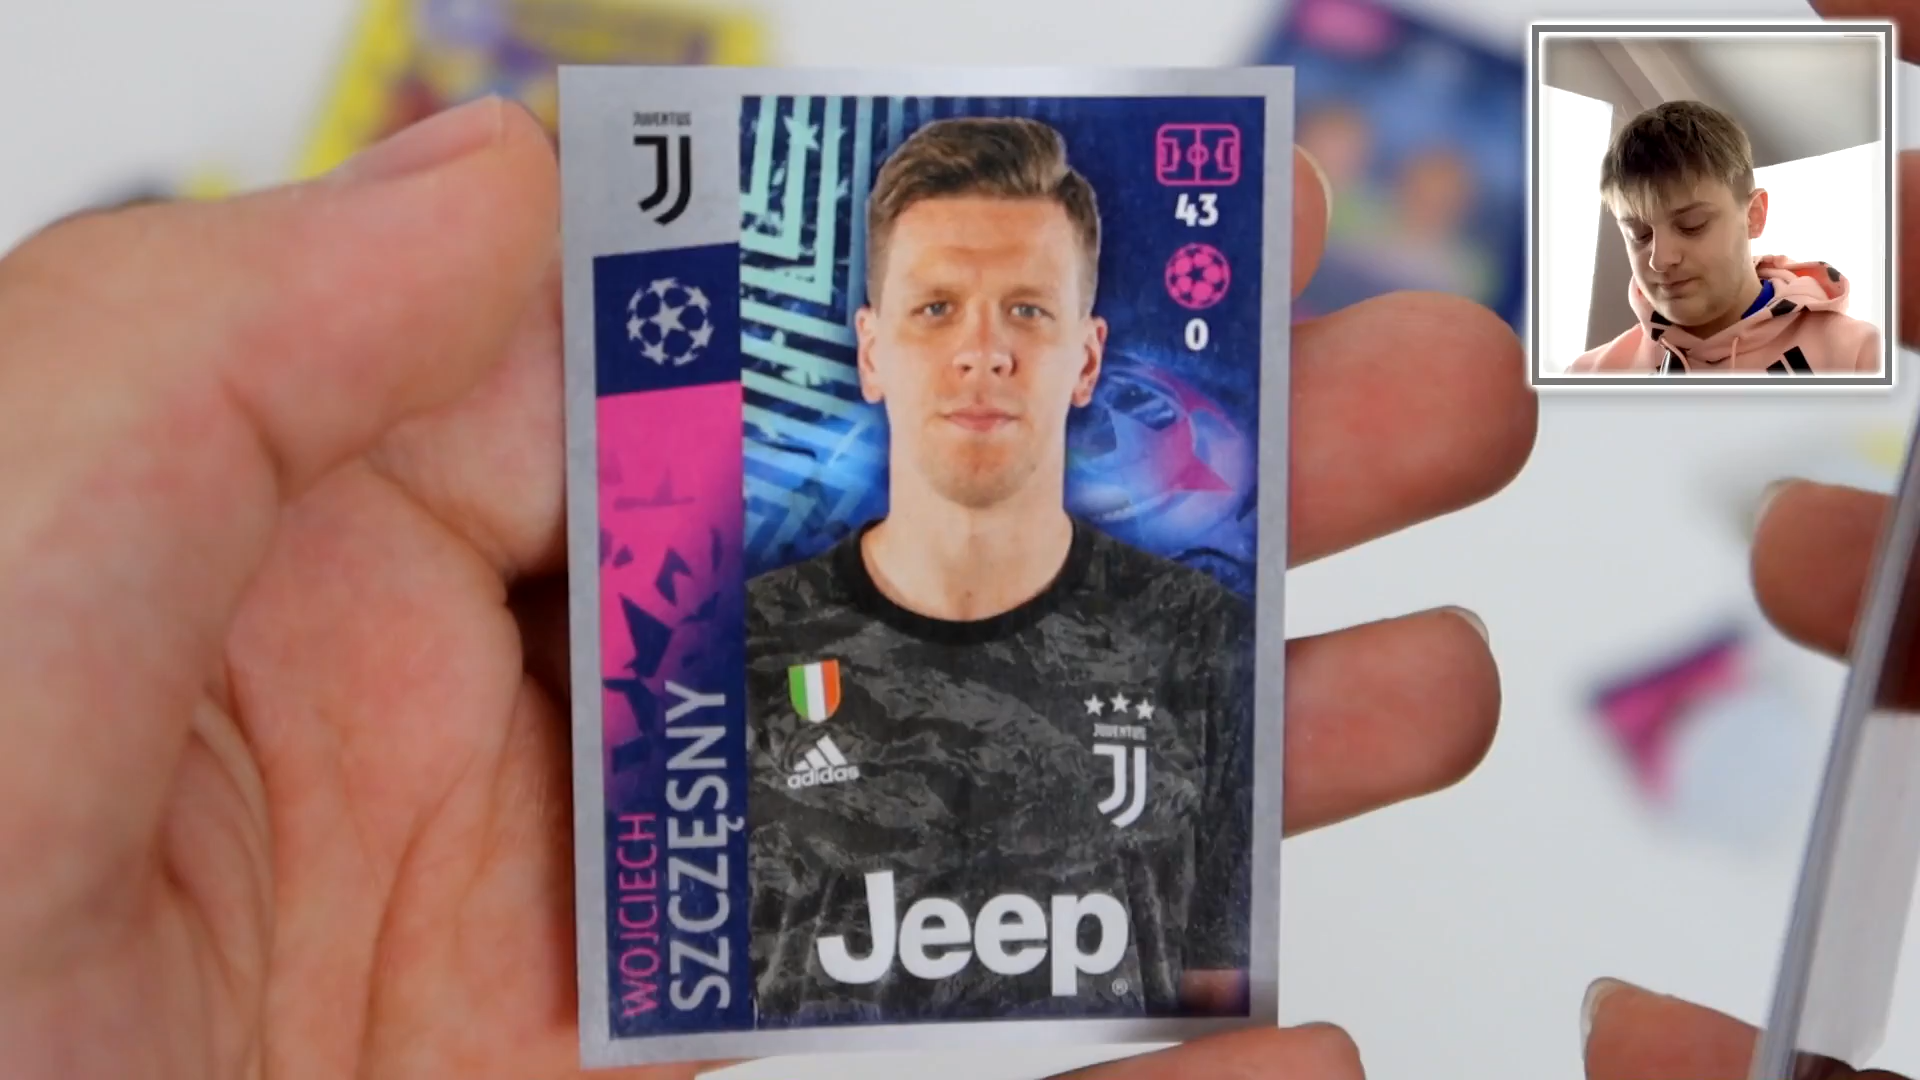 JUVENTUS
43
0
WOJCIECH
SZCZĘSNY
adidas
JUVENTUS
Jeep
®